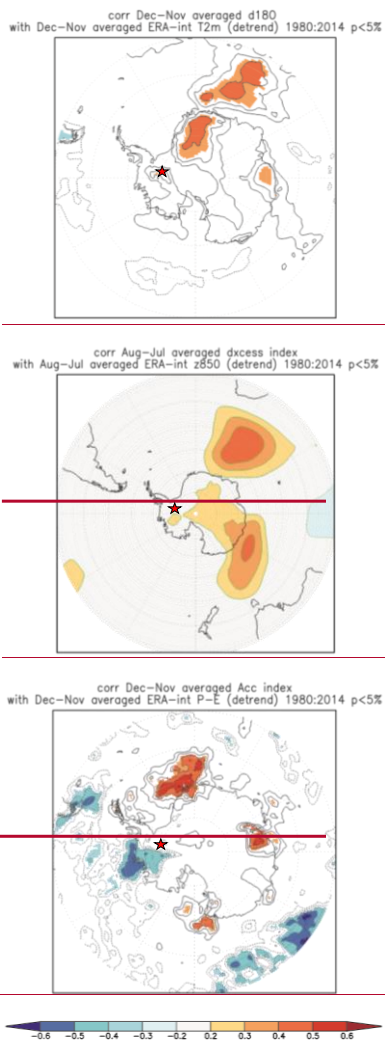 corr Dec-Nov averaged d180
with Dec-Nov averaged ERA-int T2m (detrend) 1980:2014 p<5%
corr Aug-Jul averaged dxcess index
with Aug-Jul averaged ERA-int z850 (detrend) 1980:2014 p<5%
corr Dec-Nov averaged Acc index
with Dec-Nov averaged ERA-int P-E (detrend) 1980:2014 p<5%
-0.6 -0.5 -0.4 -0.3 -0.2 0.2 0.3 0.4 0.5 0.6